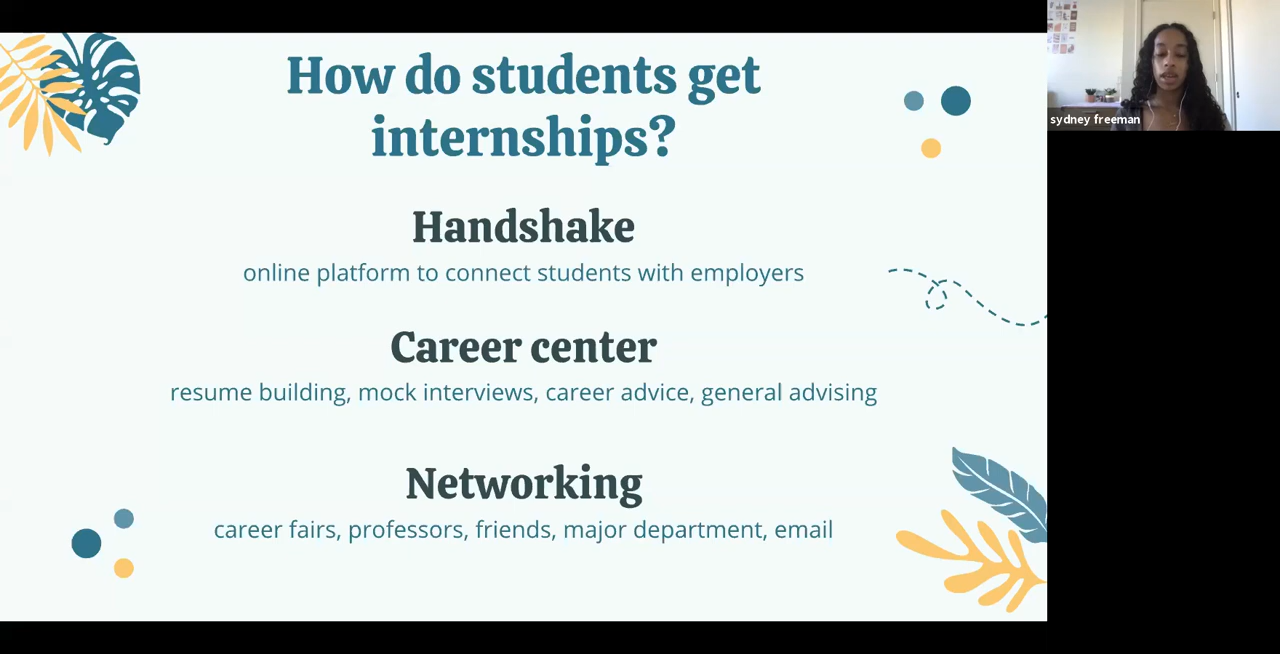 How do students get
internships?
Handshake
online platform to connect students with employers
Career center
resume building, mock interviews, career advice, general advising
Networking
career fairs, professors, friends, major department, email
sydney freeman